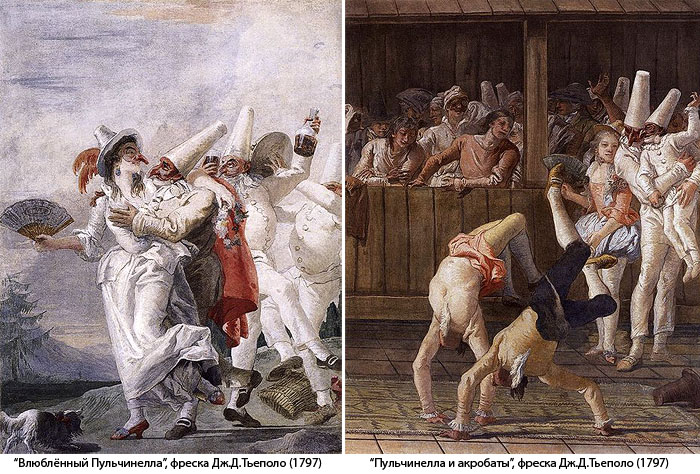 “Влюблённый Пульчинелла”, фреска Дж.Д.Тьеполо (1797)
“Пульчинелла и акробаты”, фреска Дж.Д.Тьеполо (1797)